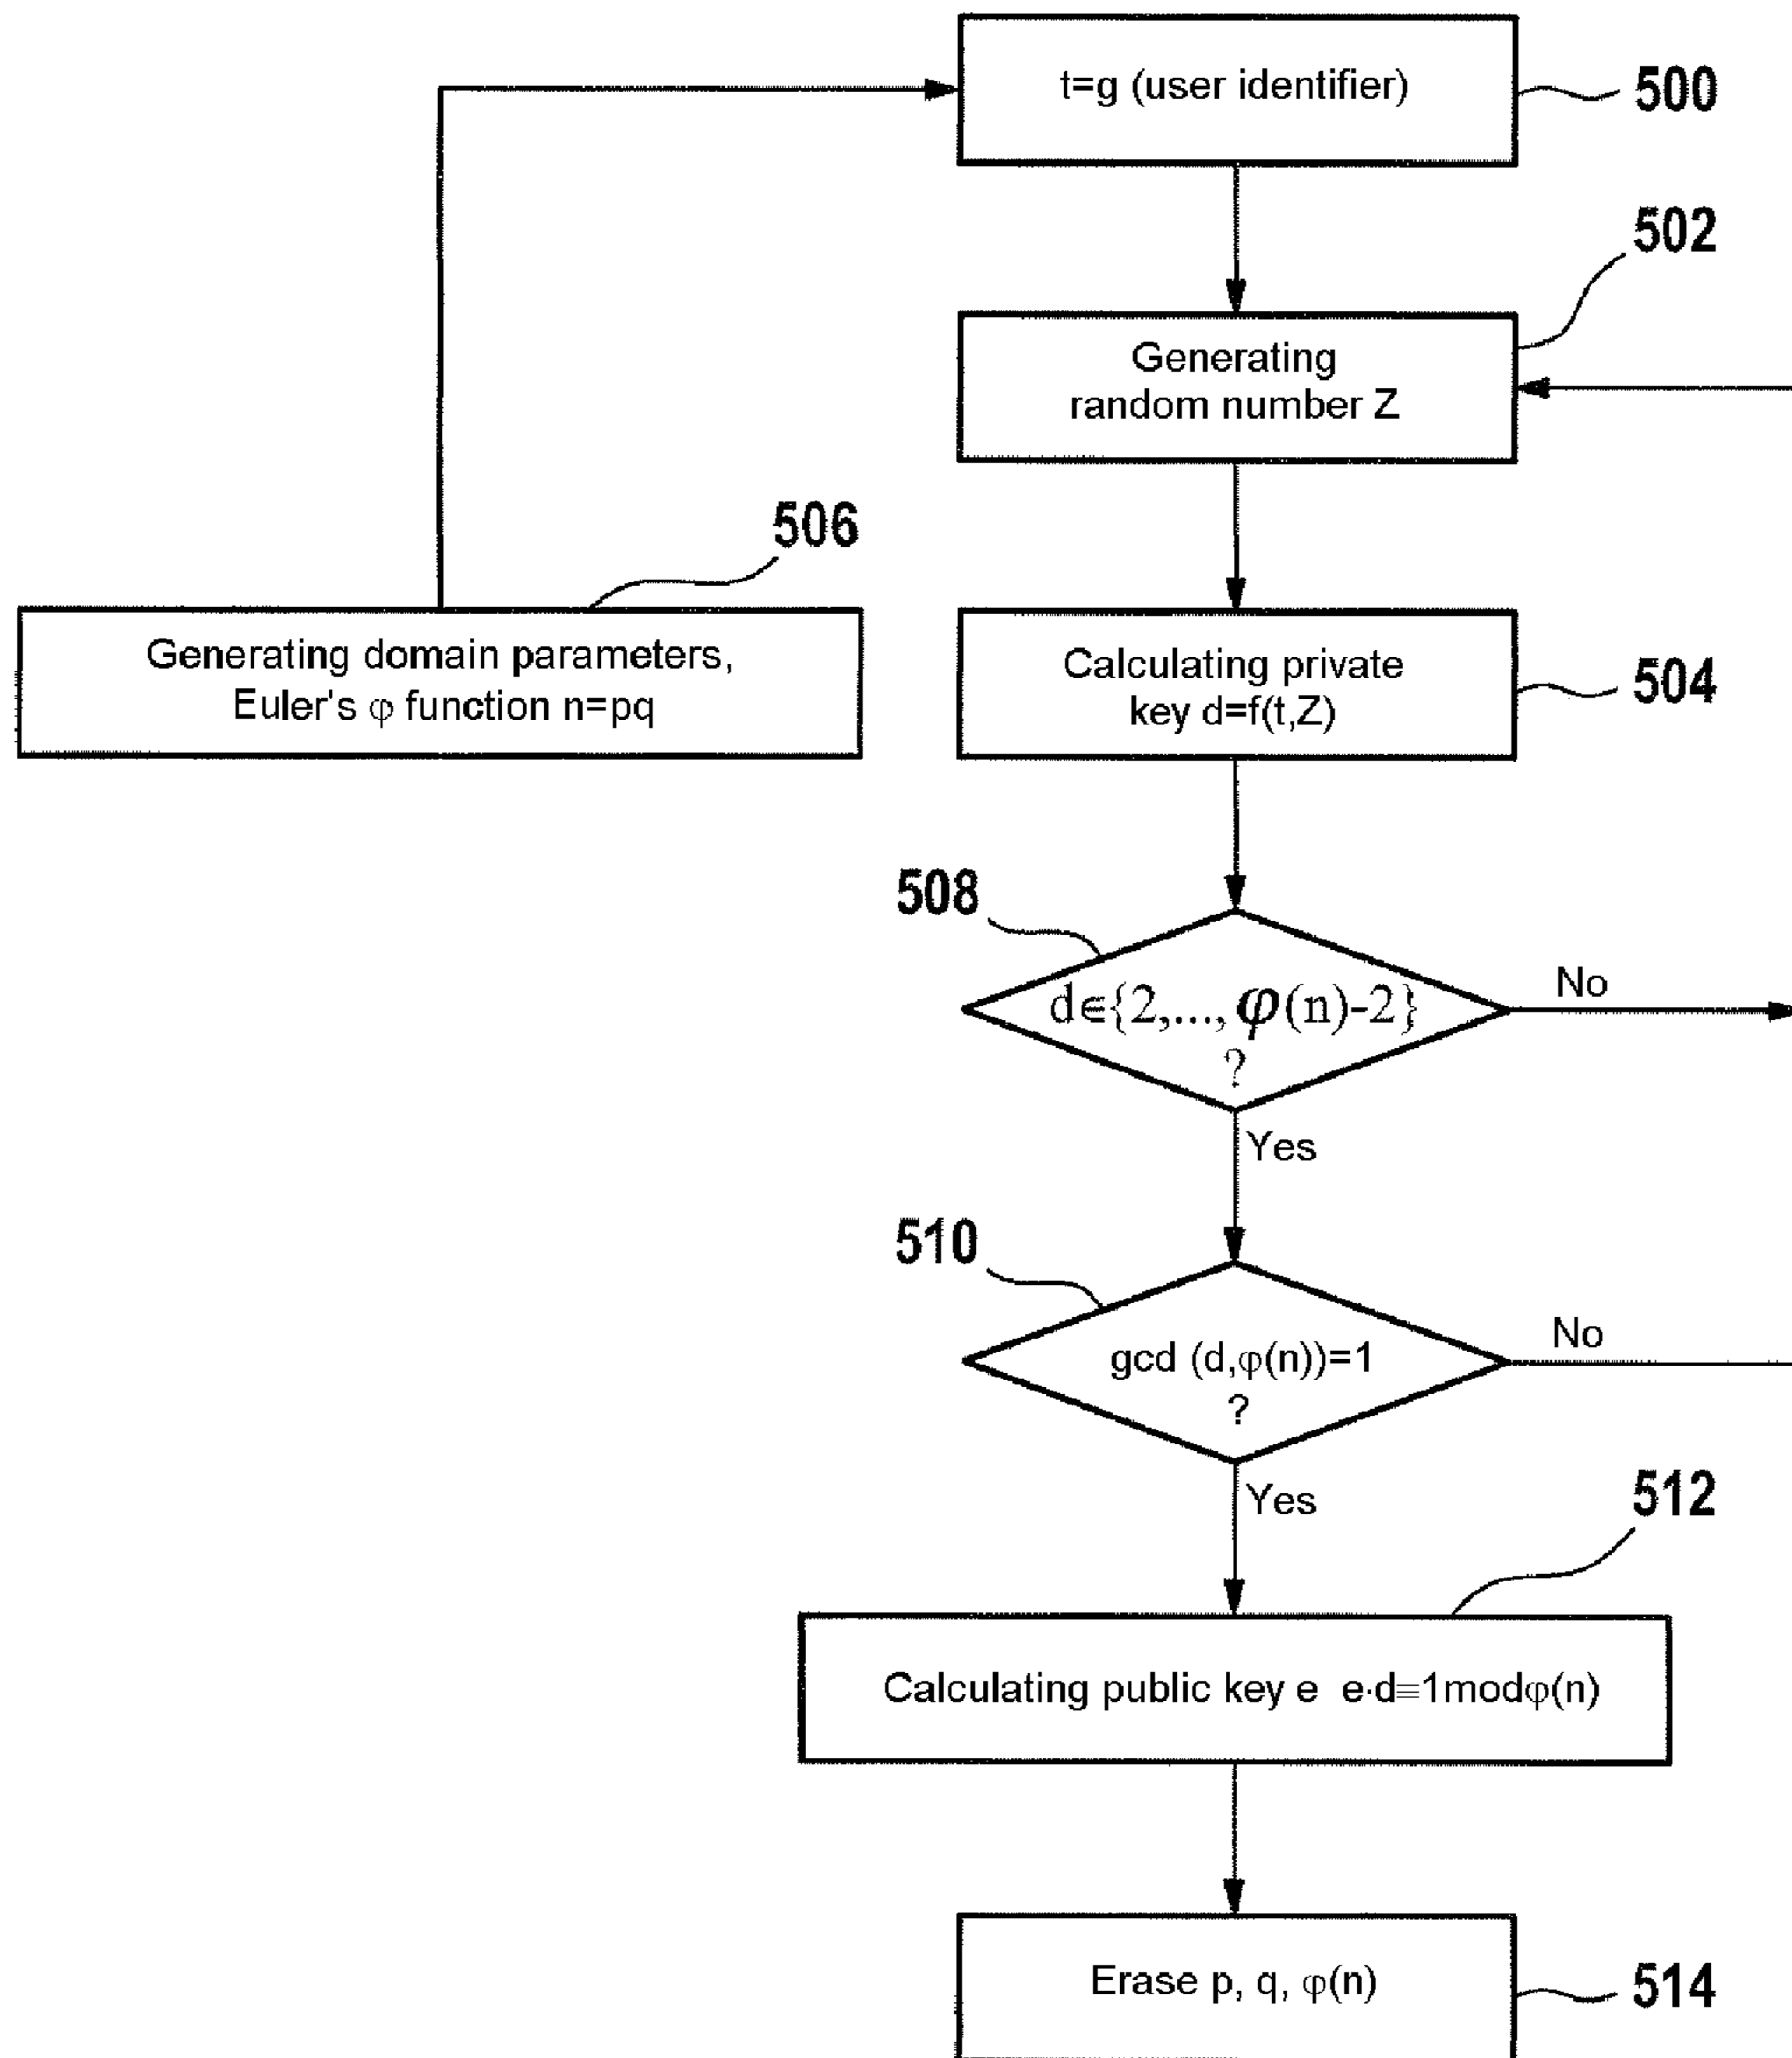 t=g (user identifier)
500
502
Generating
random number Z
506
Generating domain parameters,
Euler's φ function n=pq
Calculating private
key d=f(t,Z)
504
508
d∈{2,..., φ(n)-2}
?
No
Yes
510
gcd (d,φ(n))=1
?
No
Yes
512
Calculating public key e e·d≡1modφ(n)
Erase p, q, φ(n)
514